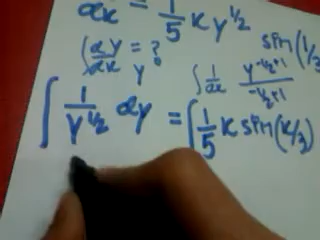 dx = 1/5 x y^1/2 sin(1/3
∫ dy/dx = ?
y ∫ 1/dx y^-1/2+1/-1/2+1
∫ 1/y^1/2 dy = ∫ 1/5 x sin(x/3)